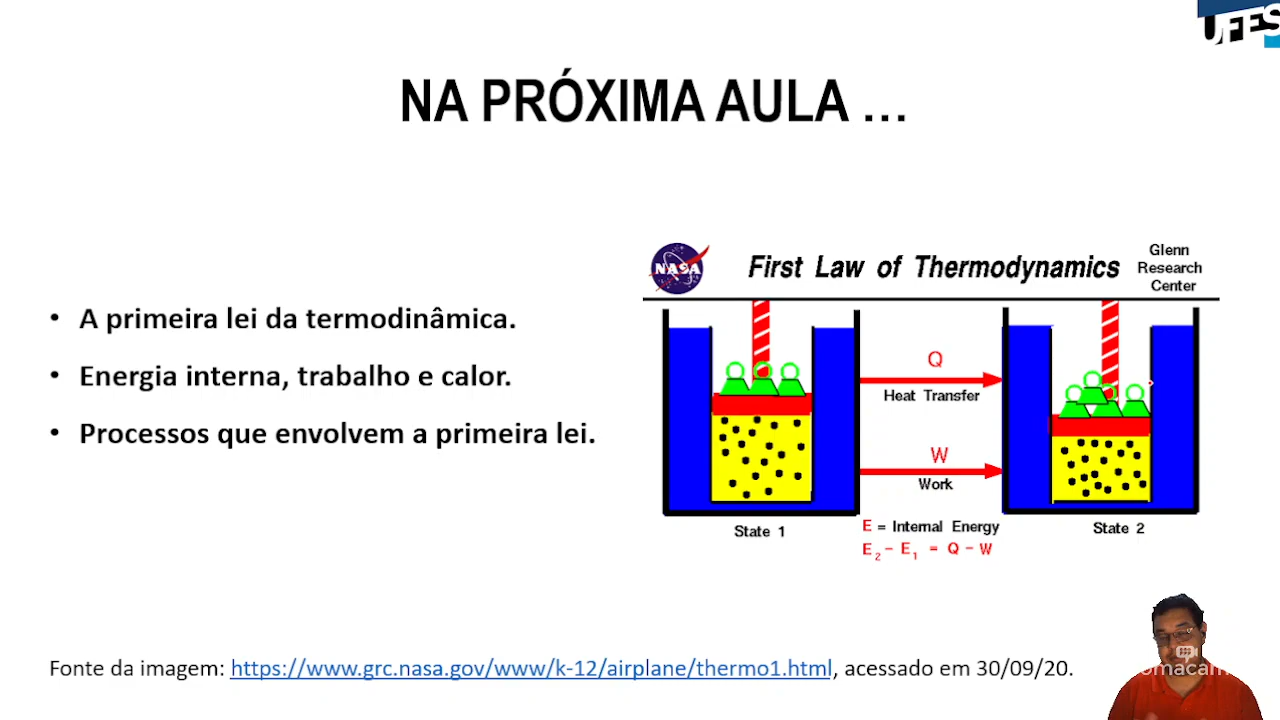 UFES
NA PRÓXIMA AULA ...
• A primeira lei da termodinâmica.
• Energia interna, trabalho e calor.
• Processos que envolvem a primeira lei.
NASA
First Law of Thermodynamics
Glenn
Research
Center
Q
Heat Transfer
W
Work
State 1
E = Internal Energy
E₂ - E₁ = Q - W
State 2
Fonte da imagem: https://www.grc.nasa.gov/www/k-12/airplane/thermo1.html, acessado em 30/09/20.